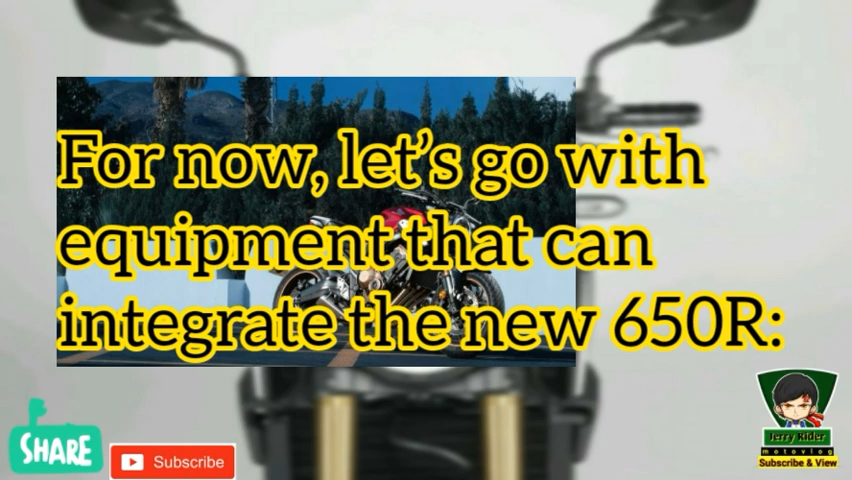 For now, let’s go with
equipment that can
integrate the new 650R:
SHARE
Subscribe
Jerry Rider
motovlog
Subscribe & View